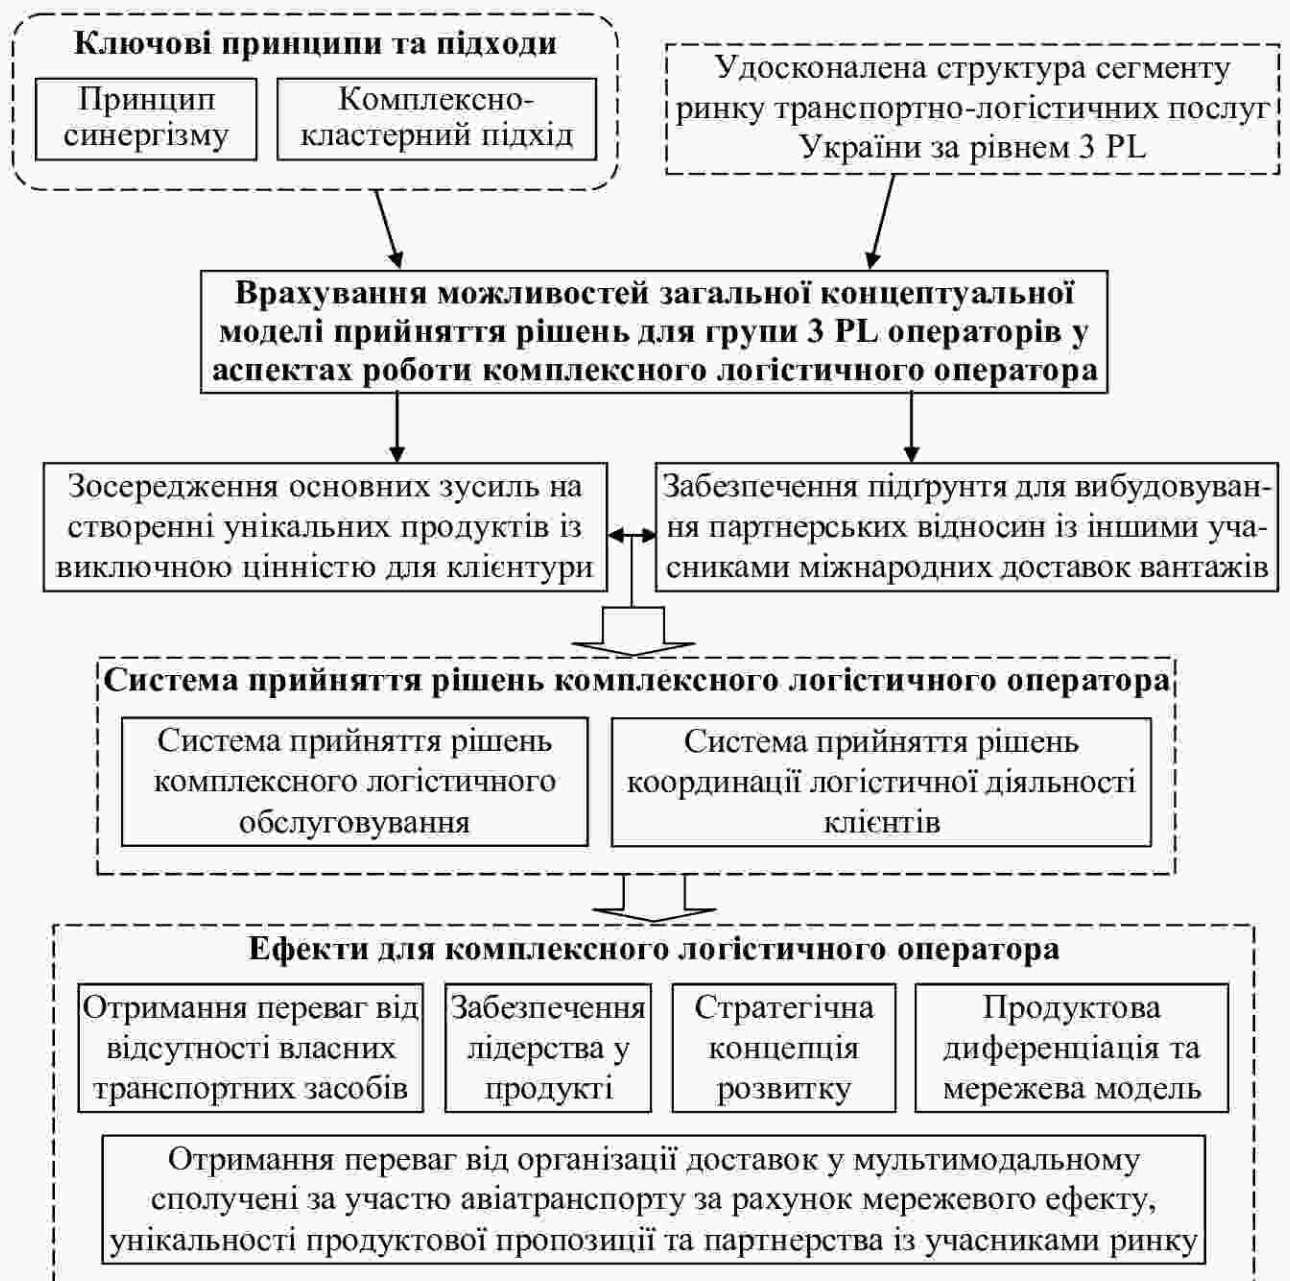 Ключові принципи та підходи
Принцип
синергізму
Комплексно-
кластерний підхід
Удосконалена структура сегменту
ринку транспортно-логістичних послуг
України за рівнем 3 PL
Врахування можливостей загальної концептуальної
моделі прийняття рішень для групи 3 PL операторів у
аспектах роботи комплексного логістичного оператора
Зосередження основних зусиль на
створенні унікальних продуктів із
виключною цінністю для клієнтури
Забезпечення підґрунтя для вибудовуван-
ня партнерських відносин із іншими уча-
сниками міжнародних доставок вантажів
Система прийняття рішень комплексного логістичного оператора
Система прийняття рішень
комплексного логістичного
обслуговування
Система прийняття рішень
координації логістичної діяльності
клієнтів
Ефекти для комплексного логістичного оператора
Отримання переваг від
відсутності власних
транспортних засобів
Забезпечення
лідерства у
продукті
Стратегічна
концепція
розвитку
Продуктова
диференціація та
мережева модель
Отримання переваг від організації доставок у мультимодальному
сполучені за участю авіатранспорту за рахунок мережевого ефекту,
унікальності продуктової пропозиції та партнерства із учасниками ринку